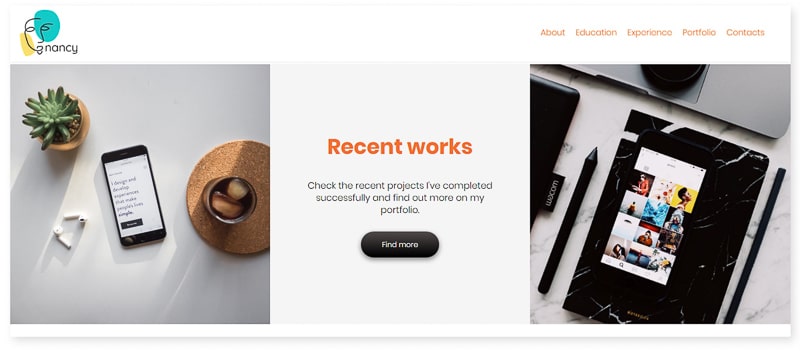 nancy
About Education Experience Portfolio Contacts
Recent works
Check the recent projects I've completed
successfully and find out more on my
portfolio.
Find more
I design and
develop
experiences
that make
people's lives
simple.
wacom